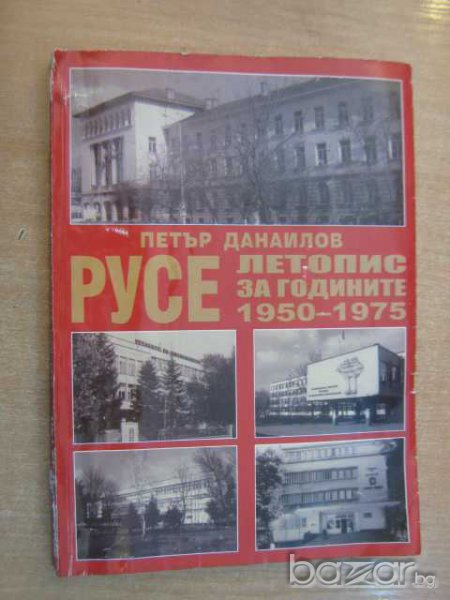 ПЕТЪР ДАНАИЛОВ
РУСЕ
ЛЕТОПИС
ЗА ГОДИНИТЕ
1950-1975
bazar.bg